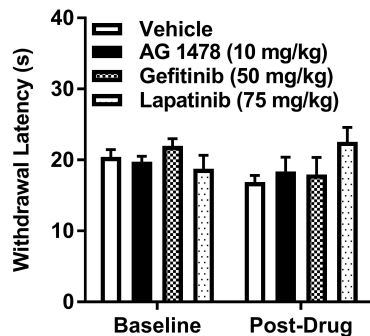 Withdrawal Latency (s)
40
30
20
10
0
Vehicle
AG 1478 (10 mg/kg)
Gefitinib (50 mg/kg)
Lapatinib (75 mg/kg)
Baseline Post-Drug